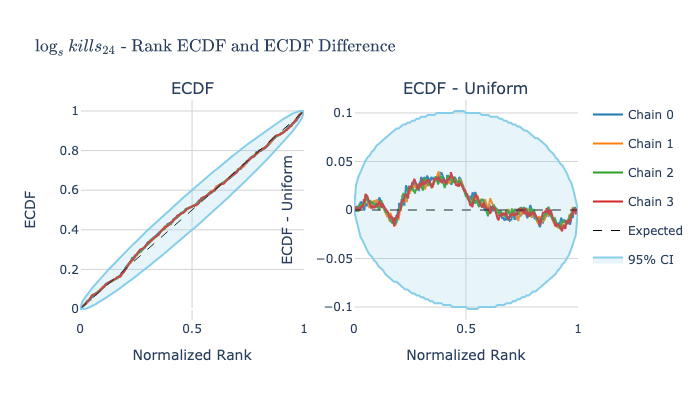 log_s kills_24 - Rank ECDF and ECDF Difference
ECDF
ECDF
1
0.8
0.6
0.4
0.2
0
0
0.5
1
Normalized Rank
ECDF - Uniform
ECDF - Uniform
0.1
0.05
0
−0.05
−0.1
0
0.5
1
Normalized Rank
Chain 0
Chain 1
Chain 2
Chain 3
Expected
95% CI